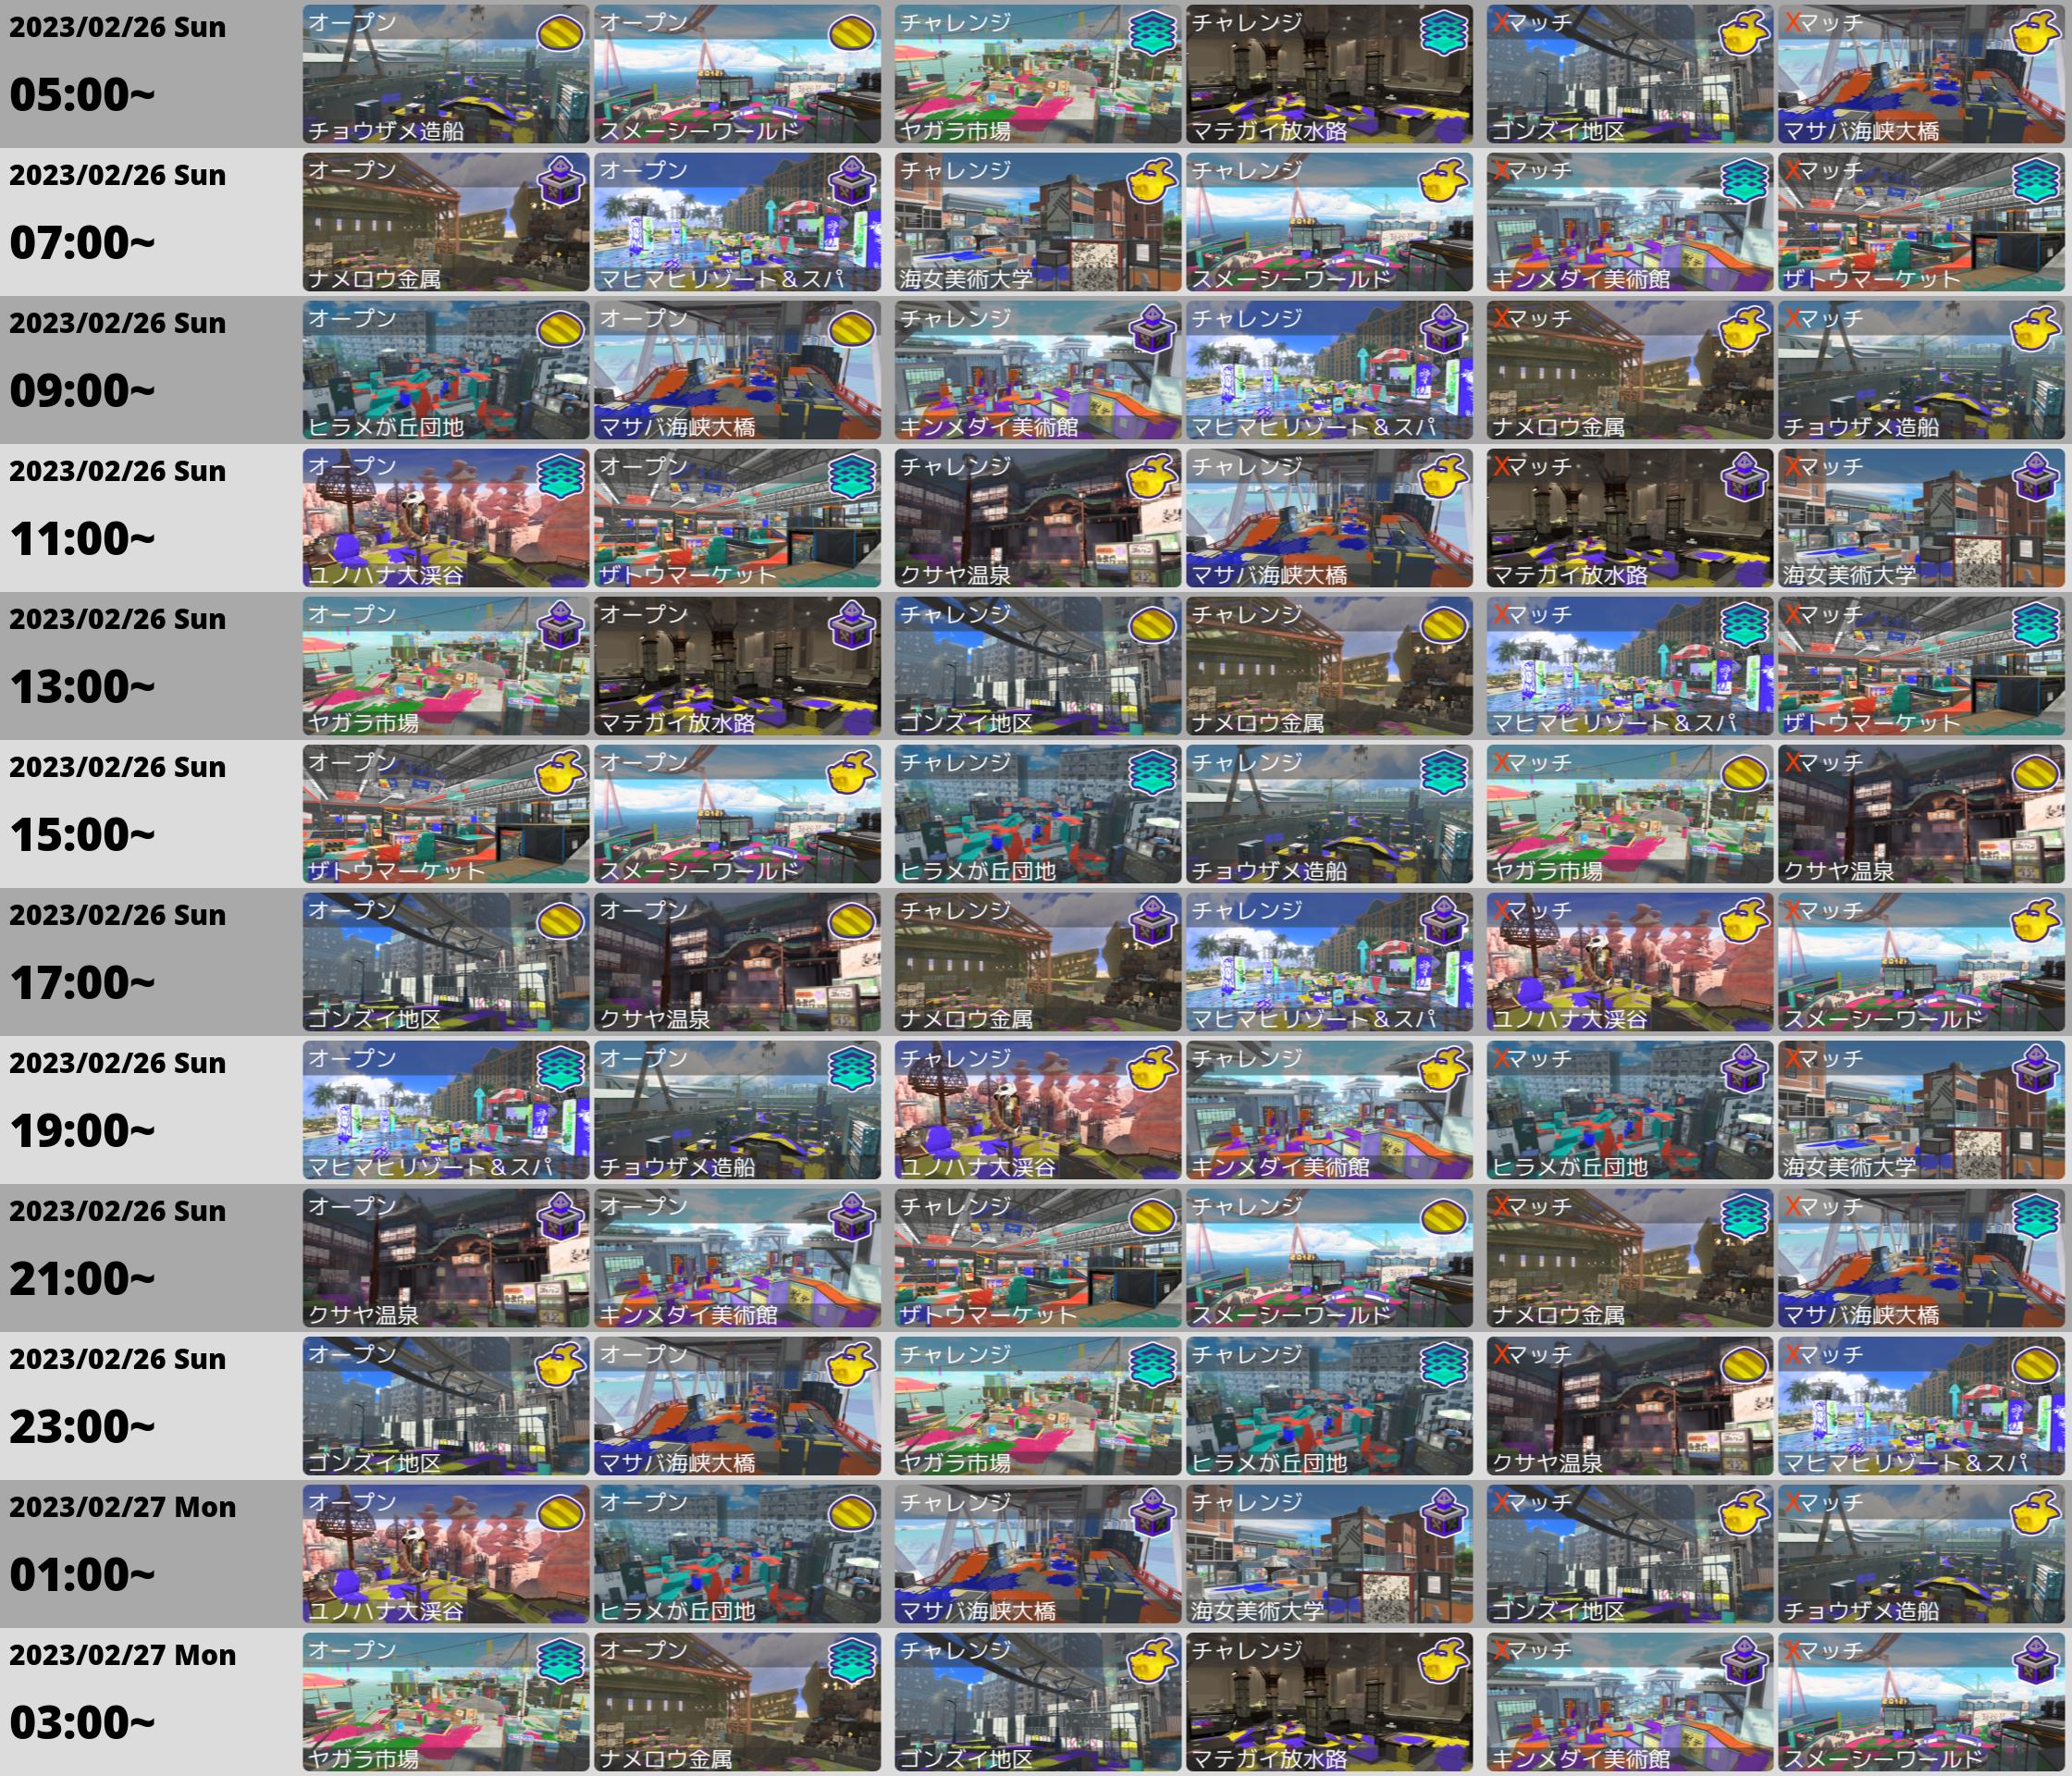 2023/02/26 Sun
05:00~
オープン オープン チャレンジ チャレンジ Xマッチ Xマッチ
チョウザメ造船 スメーシーワールド ヤガラ市場 マテガイ放水路 ゴンズイ地区 マサバ海峡大橋
2023/02/26 Sun
07:00~
オープン オープン チャレンジ チャレンジ Xマッチ Xマッチ
ナメロウ金属 マヒマヒリゾート＆スパ 海女美術大学 スメーシーワールド キンメダイ美術館 ザトウマーケット
2023/02/26 Sun
09:00~
オープン オープン チャレンジ チャレンジ Xマッチ Xマッチ
ヒラメが丘団地 マサバ海峡大橋 キンメダイ美術館 マヒマヒリゾート＆スパ ナメロウ金属 チョウザメ造船
2023/02/26 Sun
11:00~
オープン オープン チャレンジ チャレンジ Xマッチ Xマッチ
ユノハナ大渓谷 ザトウマーケット クサヤ温泉 マサバ海峡大橋 マテガイ放水路 海女美術大学
2023/02/26 Sun
13:00~
オープン オープン チャレンジ チャレンジ Xマッチ Xマッチ
ヤガラ市場 マテガイ放水路 ゴンズイ地区 ナメロウ金属 マヒマヒリゾート＆スパ ザトウマーケット
2023/02/26 Sun
15:00~
オープン オープン チャレンジ チャレンジ Xマッチ Xマッチ
ザトウマーケット スメーシーワールド ヒラメが丘団地 チョウザメ造船 ヤガラ市場 クサヤ温泉
2023/02/26 Sun
17:00~
オープン オープン チャレンジ チャレンジ Xマッチ Xマッチ
ゴンズイ地区 クサヤ温泉 ナメロウ金属 マヒマヒリゾート＆スパ ユノハナ大渓谷 スメーシーワールド
2023/02/26 Sun
19:00~
オープン オープン チャレンジ チャレンジ Xマッチ Xマッチ
マヒマヒリゾート＆スパ チョウザメ造船 ユノハナ大渓谷 キンメダイ美術館 ヒラメが丘団地 海女美術大学
2023/02/26 Sun
21:00~
オープン オープン チャレンジ チャレンジ Xマッチ Xマッチ
クサヤ温泉 キンメダイ美術館 ザトウマーケット スメーシーワールド ナメロウ金属 マサバ海峡大橋
2023/02/26 Sun
23:00~
オープン オープン チャレンジ チャレンジ Xマッチ Xマッチ
ゴンズイ地区 マサバ海峡大橋 ヤガラ市場 ヒラメが丘団地 クサヤ温泉 マヒマヒリゾート＆スパ
2023/02/27 Mon
01:00~
オープン オープン チャレンジ チャレンジ Xマッチ Xマッチ
ユノハナ大渓谷 ヒラメが丘団地 マサバ海峡大橋 海女美術大学 ゴンズイ地区 チョウザメ造船
2023/02/27 Mon
03:00~
オープン オープン チャレンジ チャレンジ Xマッチ Xマッチ
ヤガラ市場 ナメロウ金属 ゴンズイ地区 マテガイ放水路 キンメダイ美術館 スメーシーワールド